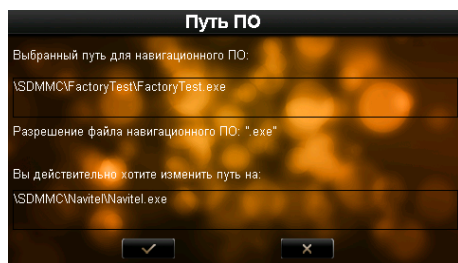 Путь ПО
Выбранный путь для навигационного ПО:
\SDMMC\FactoryTest\FactoryTest.exe
Разрешение файла навигационного ПО: ".exe"
Вы действительно хотите изменить путь на:
\SDMMC\Navitel\Navitel.exe